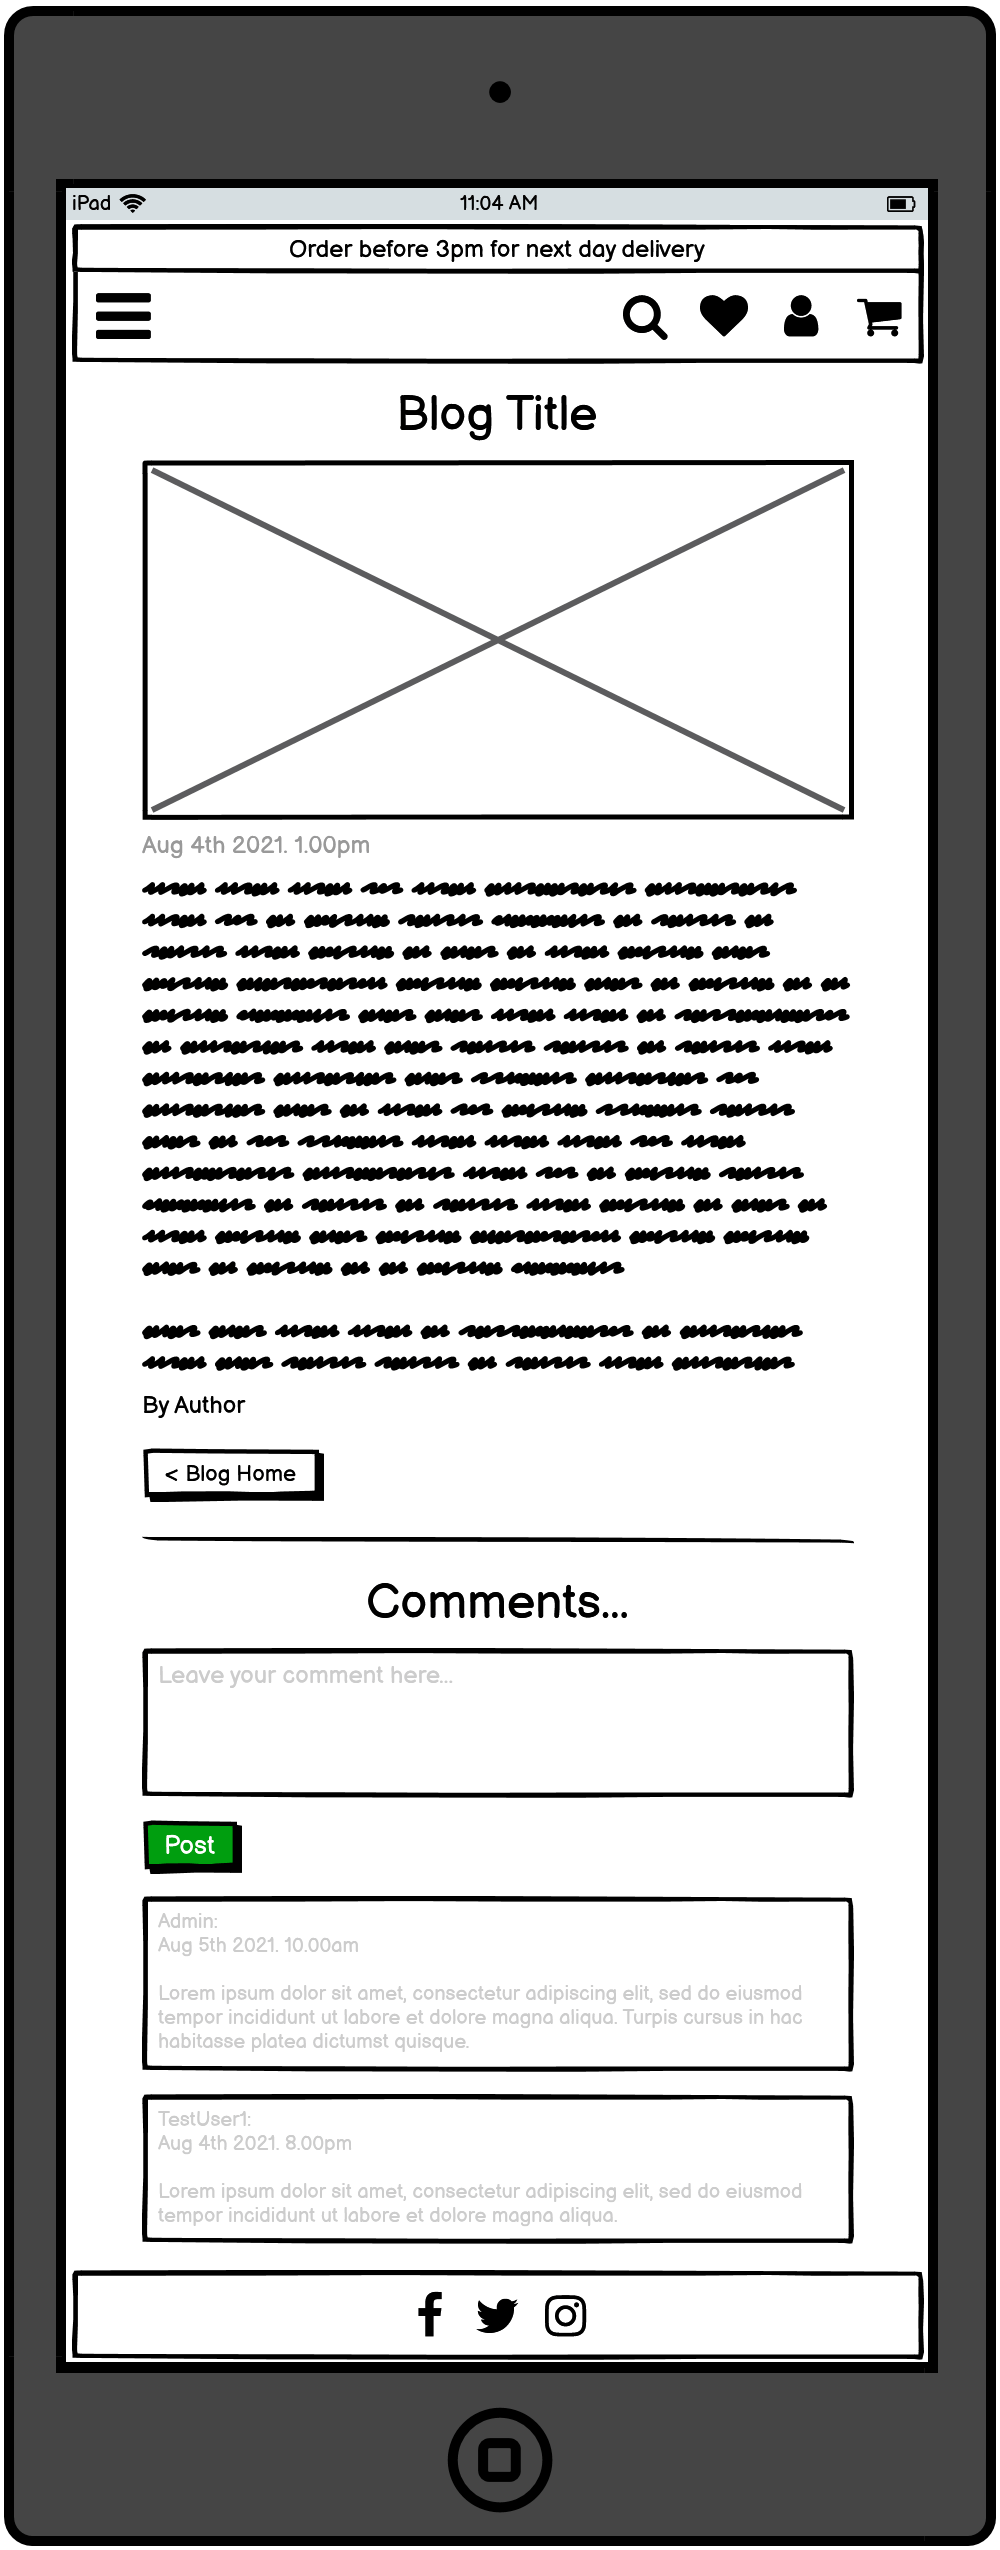 iPad 11:04 AM
Order before 3pm for next day delivery
Blog Title
Aug 4th 2021. 1.00pm
By Author
< Blog Home
Comments...
Leave your comment here...
Post
Admin:
Aug 5th 2021. 10.00am
Lorem ipsum dolor sit amet, consectetur adipiscing elit, sed do eiusmod
tempor incididunt ut labore et dolore magna aliqua. Turpis cursus in hac
habitasse platea dictumst quisque.
TestUser1:
Aug 4th 2021. 8.00pm
Lorem ipsum dolor sit amet, consectetur adipiscing elit, sed do eiusmod
tempor incididunt ut labore et dolore magna aliqua.